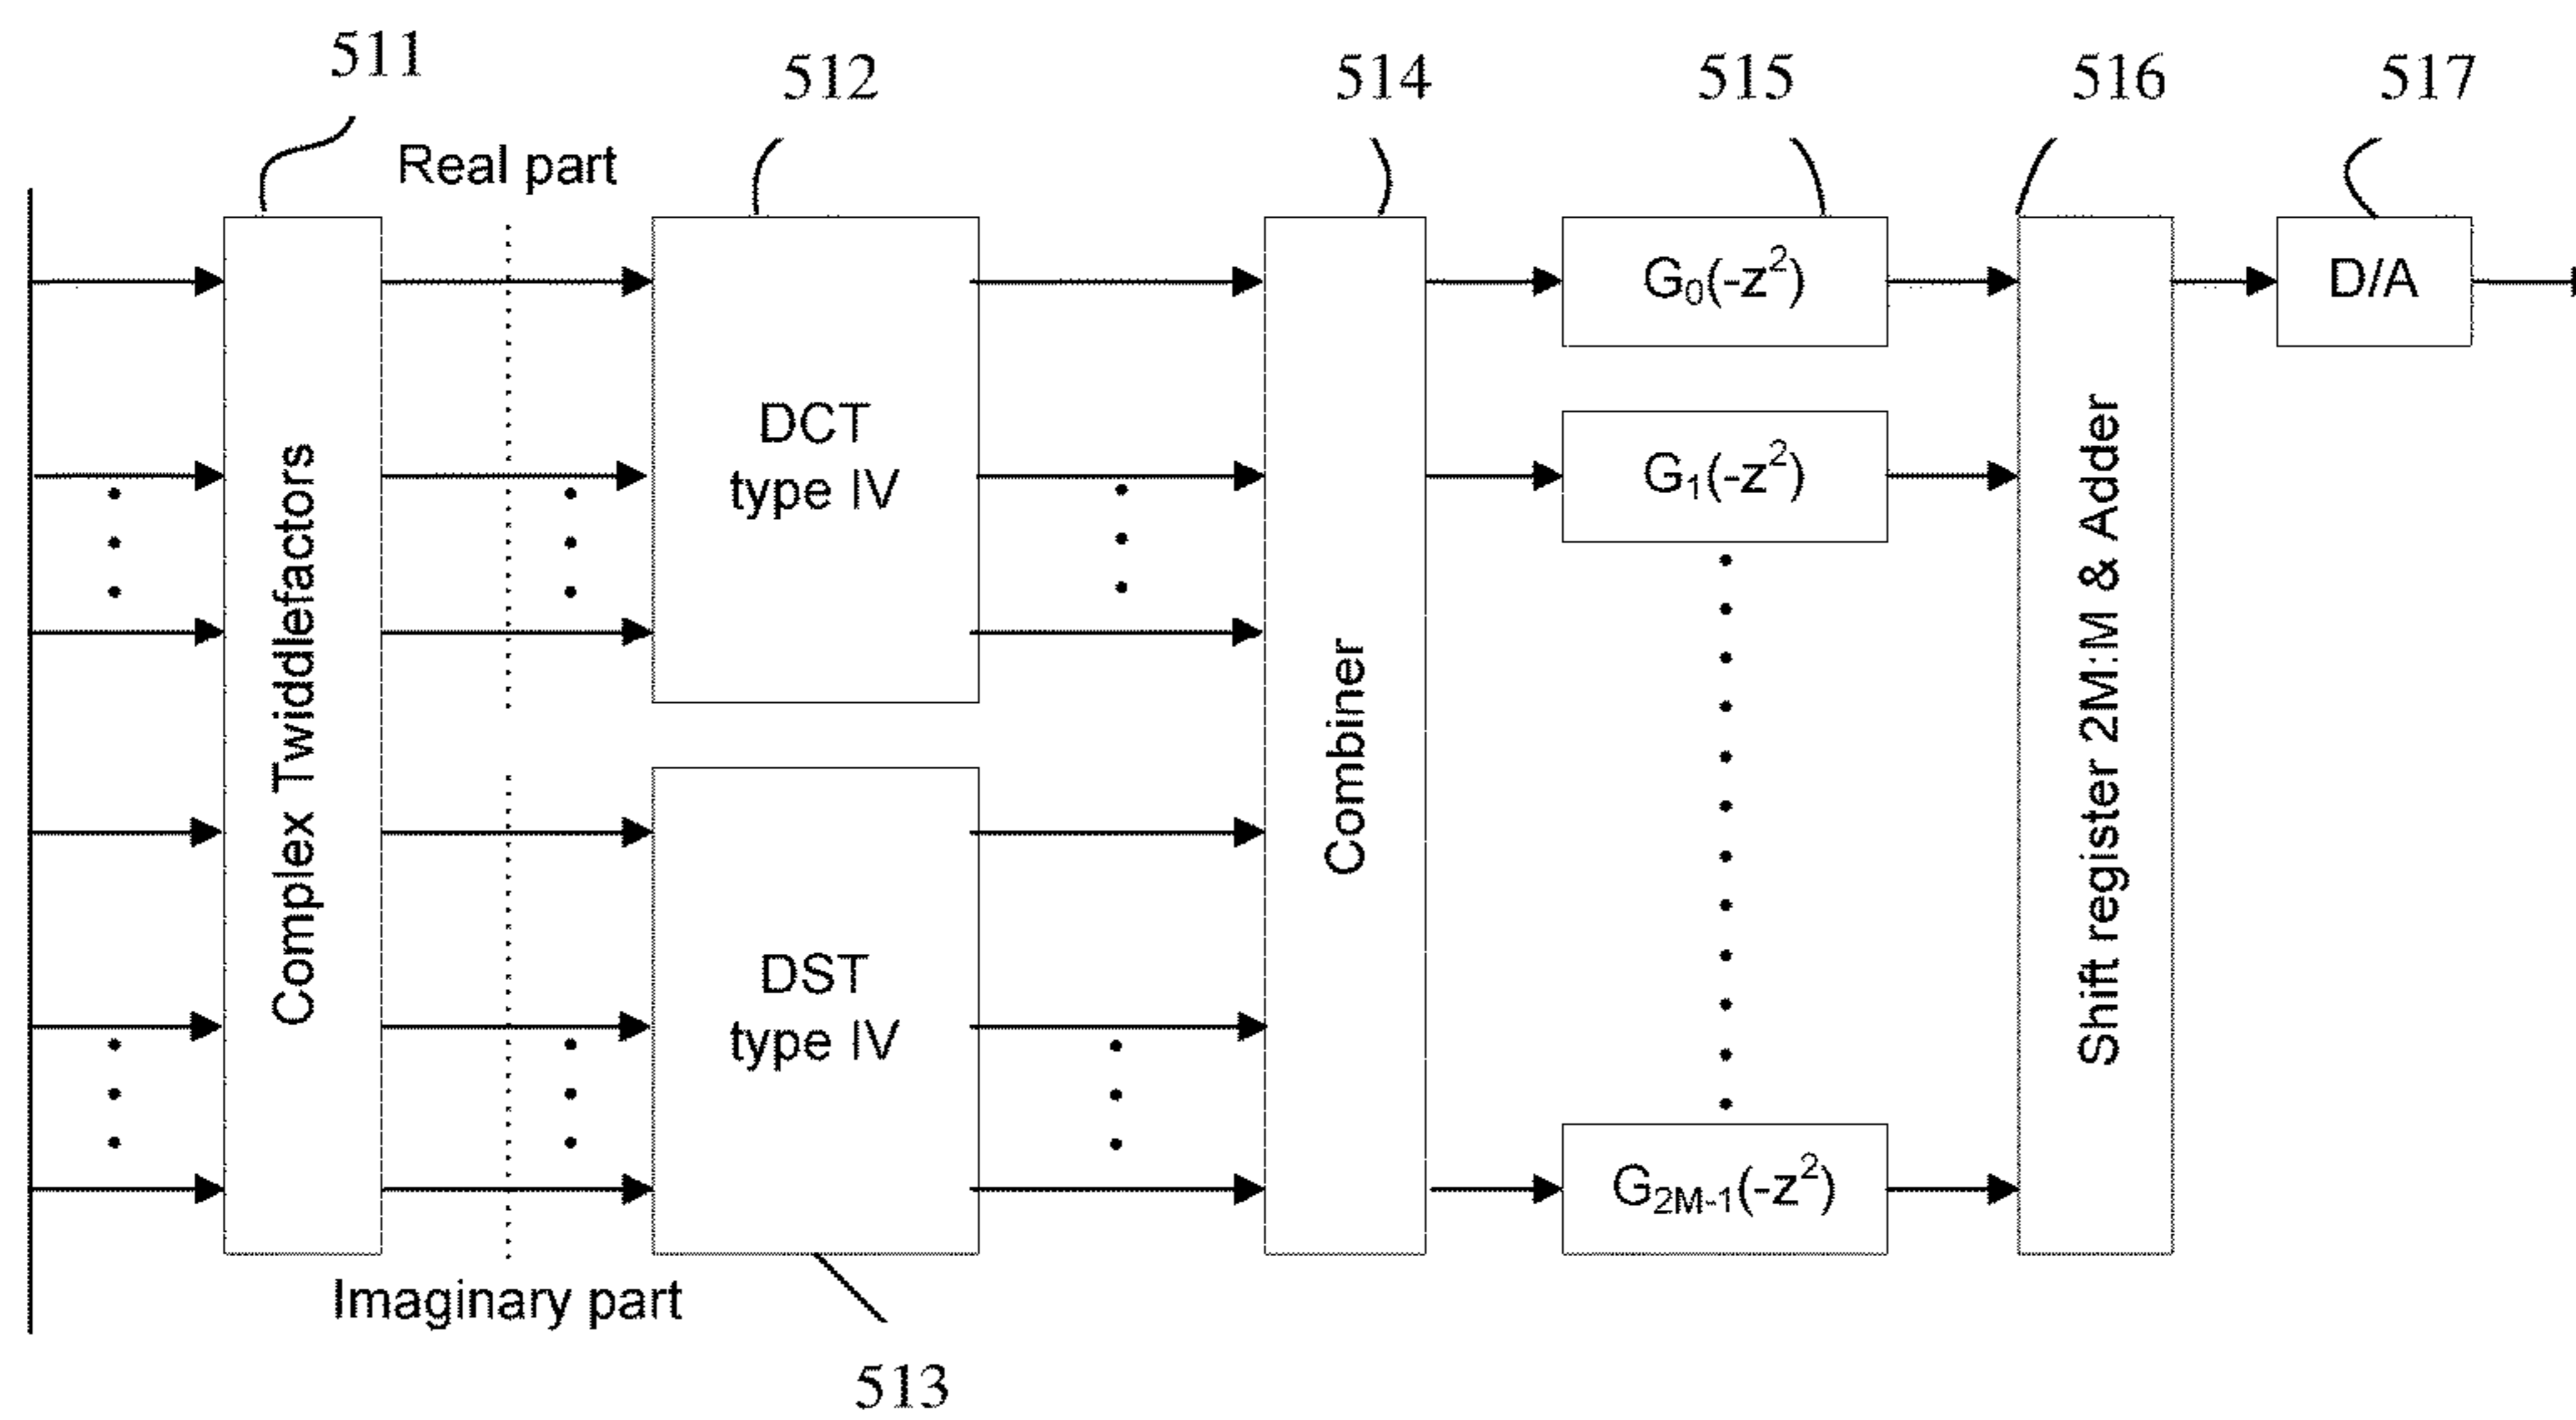 511
512
514
515
516
517
Real part
Complex Twiddlefactors
DCT
type IV
DST
type IV
Combiner
G₀(-z²)
G₁(-z²)
G₂M₋₁(-z²)
Shift register 2M:M & Adder
D/A
Imaginary part
513